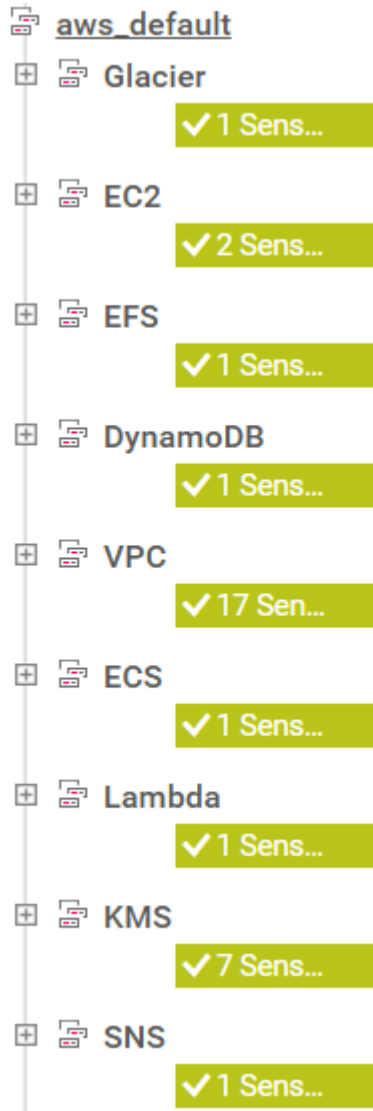 aws_default
Glacier
1 Sens...
EC2
2 Sens...
EFS
1 Sens...
DynamoDB
1 Sens...
VPC
17 Sen...
ECS
1 Sens...
Lambda
1 Sens...
KMS
7 Sens...
SNS
1 Sens...